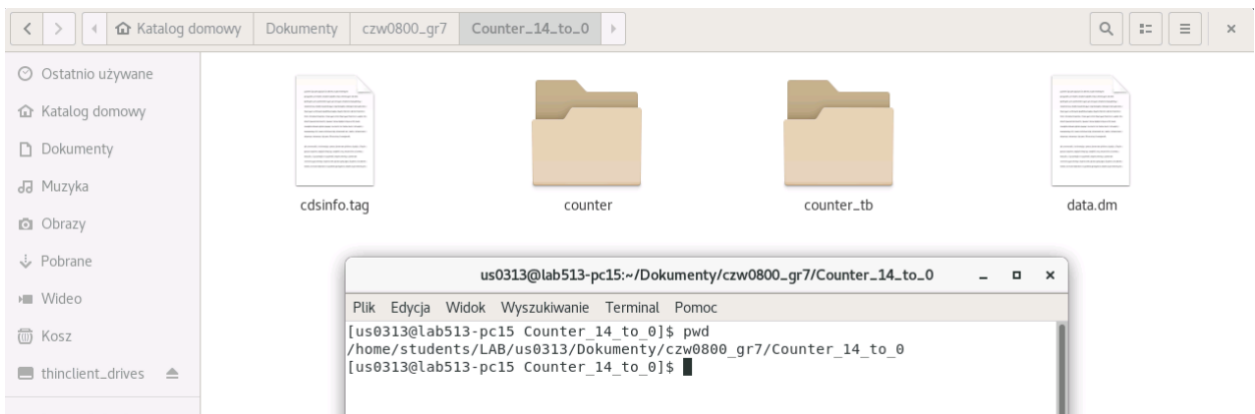 Katalog domowy Dokumenty czw0800_gr7 Counter_14_to_0
Ostatnio używane
Katalog domowy
Dokumenty
Muzyka
Obrazy
Pobrane
Wideo
Kosz
thinclient_drives
cdsinfo.tag counter counter_tb data.dm
us0313@lab513-pc15:~/Dokumenty/czw0800_gr7/Counter_14_to_0
Plik Edycja Widok Wyszukiwanie Terminal Pomoc
[us0313@lab513-pc15 Counter_14_to_0]$ pwd
/home/students/LAB/us0313/Dokumenty/czw0800_gr7/Counter_14_to_0
[us0313@lab513-pc15 Counter_14_to_0]$